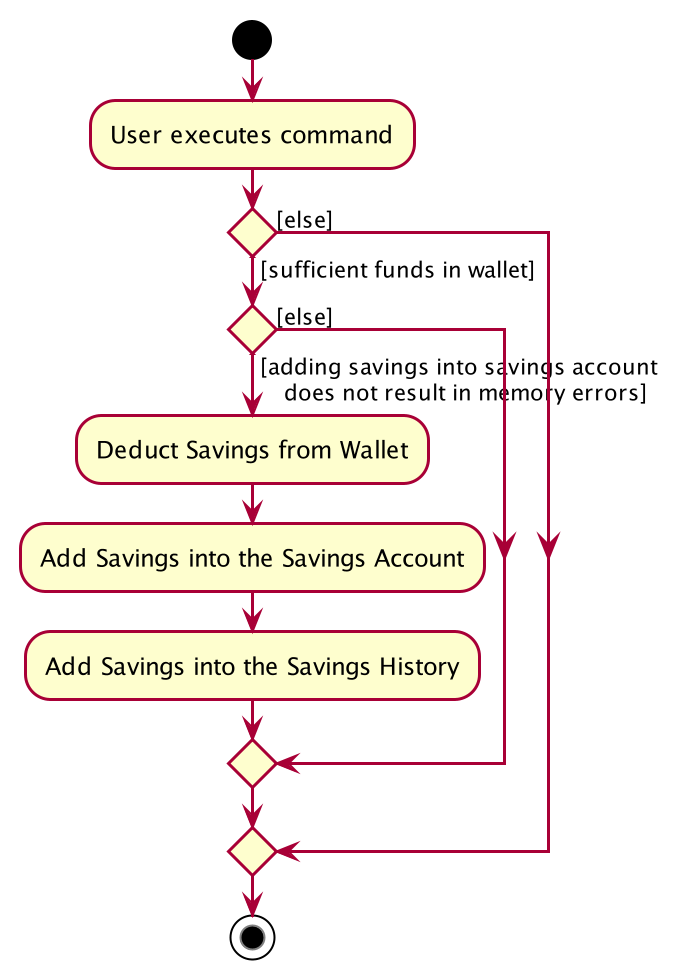 User executes command
[else]
[sufficient funds in wallet]
[else]
[adding savings into savings account
does not result in memory errors]
Deduct Savings from Wallet
Add Savings into the Savings Account
Add Savings into the Savings History